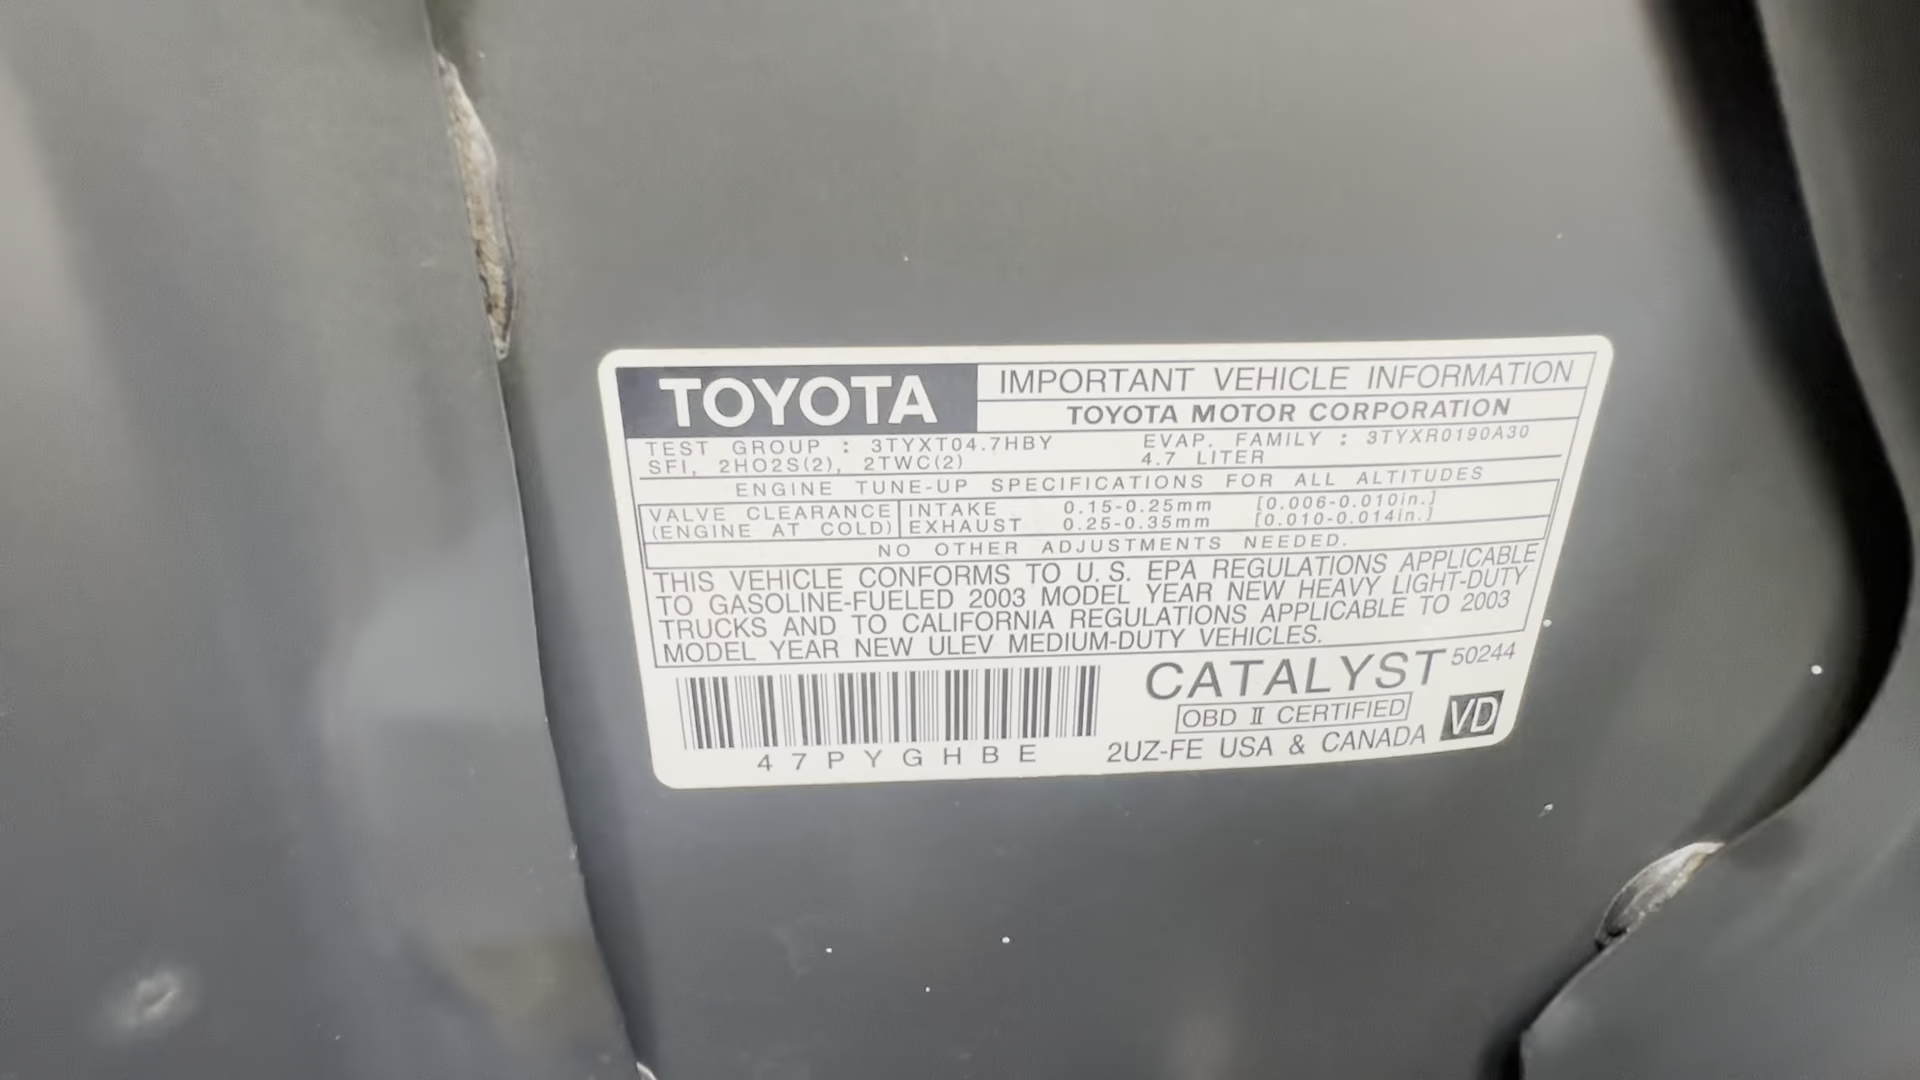 TOYOTA
IMPORTANT VEHICLE INFORMATION
TOYOTA MOTOR CORPORATION
TEST GROUP : 3TYXT04.7HBY EVAP. FAMILY : 3TYXR0190A30
SFI, 2HO2S(2), 2TWC(2) 4.7 LITER
ENGINE TUNE-UP SPECIFICATIONS FOR ALL ALTITUDES
VALVE CLEARANCE INTAKE 0.15-0.25mm [0.006-0.010in.]
(ENGINE AT COLD) EXHAUST 0.25-0.35mm [0.010-0.014in.]
NO OTHER ADJUSTMENTS NEEDED.
THIS VEHICLE CONFORMS TO U.S. EPA REGULATIONS APPLICABLE
TO GASOLINE-FUELED 2003 MODEL YEAR NEW HEAVY LIGHT-DUTY
TRUCKS AND TO CALIFORNIA REGULATIONS APPLICABLE TO 2003
MODEL YEAR NEW ULEV MEDIUM-DUTY VEHICLES.
CATALYST 50244
OBD II CERTIFIED VD
47PYGHBE 2UZ-FE USA & CANADA